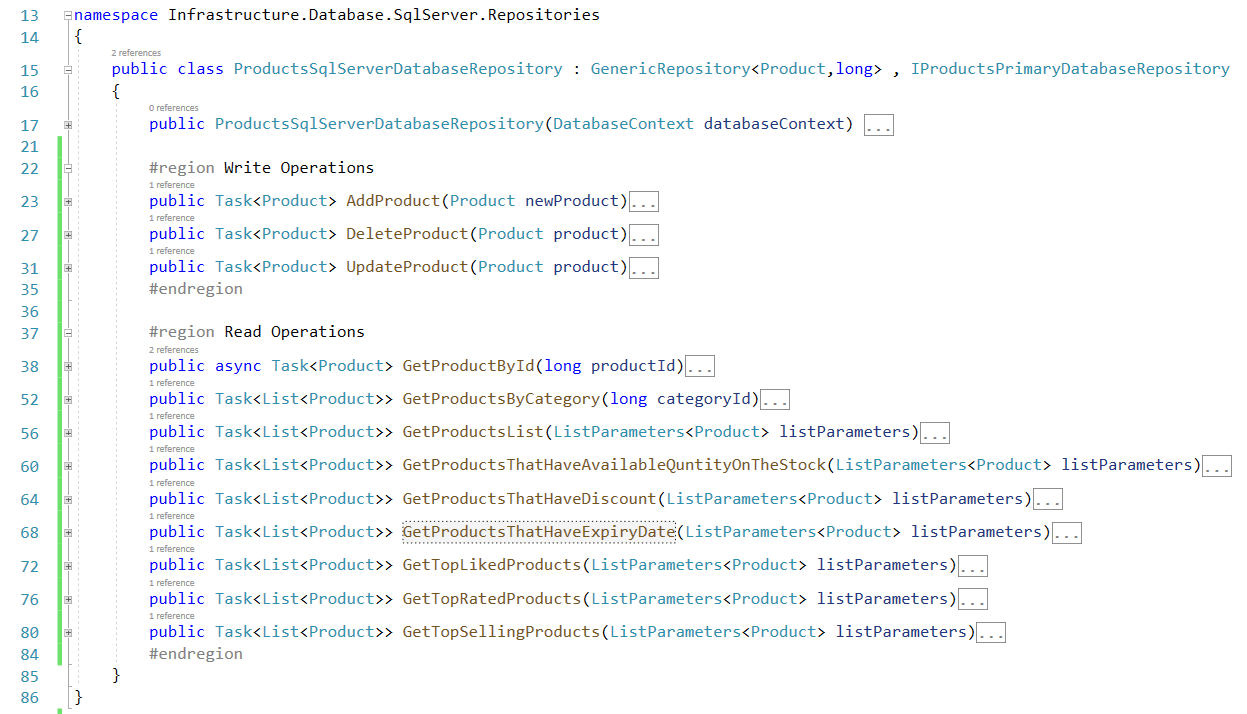 13 namespace Infrastructure.Database.SqlServer.Repositories
14 {
2 references
15 public class ProductsSqlServerDatabaseRepository : GenericRepository<Product,long> , IProductsPrimaryDatabaseRepository
16 {
0 references
17 public ProductsSqlServerDatabaseRepository(DatabaseContext databaseContext) ...
21
22 #region Write Operations
1 reference
23 public Task<Product> AddProduct(Product newProduct)...
1 reference
27 public Task<Product> DeleteProduct(Product product)...
1 reference
31 public Task<Product> UpdateProduct(Product product)...
35 #endregion
36
37 #region Read Operations
2 references
38 public async Task<Product> GetProductById(long productId)...
1 reference
52 public Task<List<Product>> GetProductsByCategory(long categoryId)...
1 reference
56 public Task<List<Product>> GetProductsList(ListParameters<Product> listParameters)...
1 reference
60 public Task<List<Product>> GetProductsThatHaveAvailableQuntityOnTheStock(ListParameters<Product> listParameters)...
1 reference
64 public Task<List<Product>> GetProductsThatHaveDiscount(ListParameters<Product> listParameters)...
1 reference
68 public Task<List<Product>> GetProductsThatHaveExpiryDate(ListParameters<Product> listParameters)...
1 reference
72 public Task<List<Product>> GetTopLikedProducts(ListParameters<Product> listParameters)...
1 reference
76 public Task<List<Product>> GetTopRatedProducts(ListParameters<Product> listParameters)...
1 reference
80 public Task<List<Product>> GetTopSellingProducts(ListParameters<Product> listParameters)...
84 #endregion
85 }
86 }